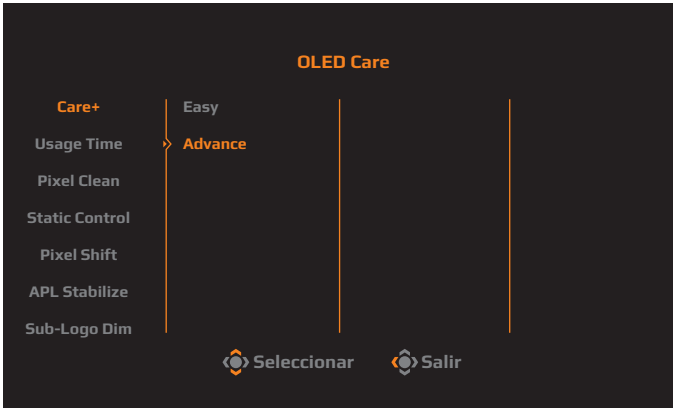 OLED Care
Care+ Easy
Usage Time Advance
Pixel Clean
Static Control
Pixel Shift
APL Stabilize
Sub-Logo Dim
Seleccionar Salir